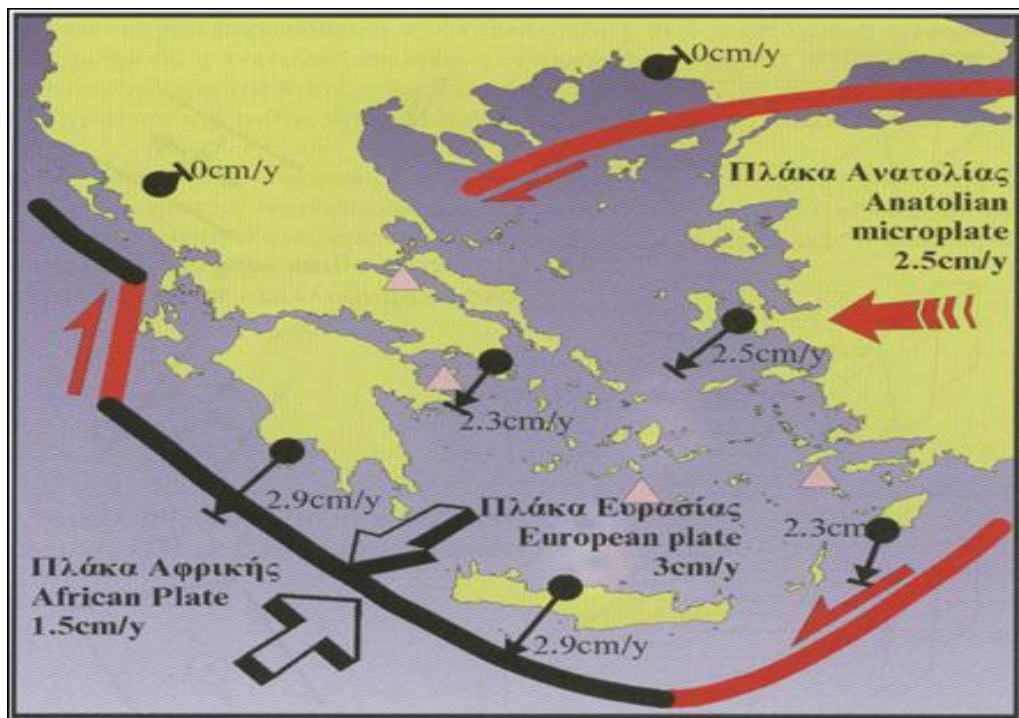 0cm/y
0cm/y
Πλάκα Ανατολίας
Anatolian
microplate
2.5cm/y
2.5cm/y
2.3cm/y
2.9cm/y
Πλάκα Ευρασίας
European plate
3cm/y
2.3cm
Πλάκα Αφρικής
African Plate
1.5cm/y
2.9cm/y